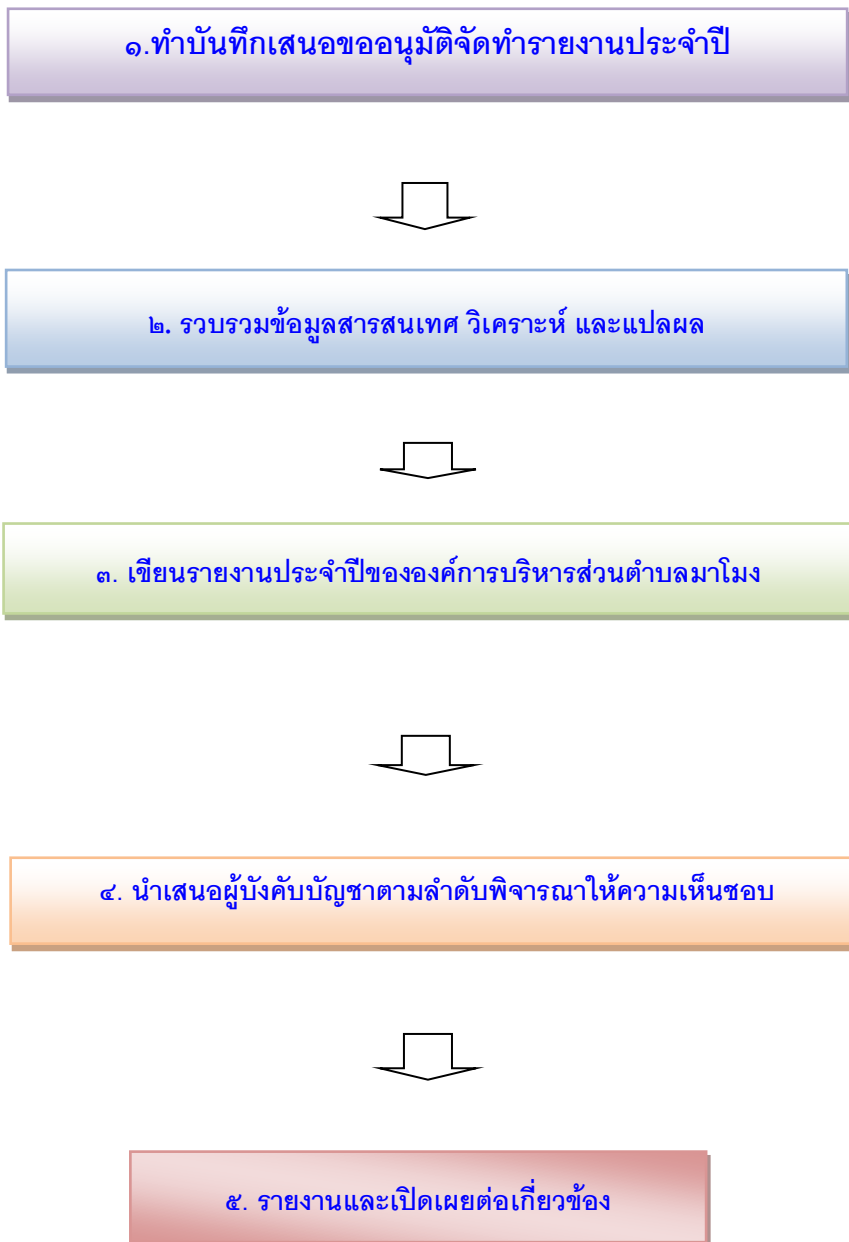 ๑.ทำบันทึกเสนอขออนุมัติจัดทำรายงานประจำปี
๒. รวบรวมข้อมูลสารสนเทศ วิเคราะห์ และแปลผล
๓. เขียนรายงานประจำปีขององค์การบริหารส่วนตำบลมาโมง
๔. นำเสนอผู้บังคับบัญชาตามลำดับพิจารณาให้ความเห็นชอบ
๕. รายงานและเปิดเผยต่อเกี่ยวข้อง